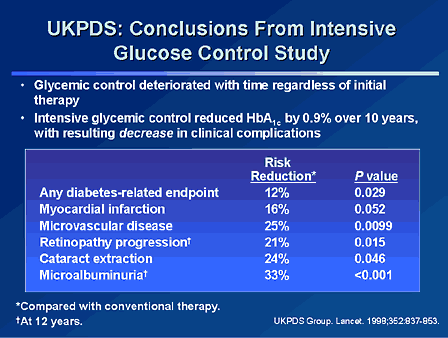 UKPDS: Conclusions From Intensive
Glucose Control Study
• Glycemic control deteriorated with time regardless of initial
therapy
• Intensive glycemic control reduced HbA1c by 0.9% over 10 years,
with resulting decrease in clinical complications
Risk
Reduction* P value
Any diabetes-related endpoint 12% 0.029
Myocardial infarction 16% 0.052
Microvascular disease 25% 0.0099
Retinopathy progression† 21% 0.015
Cataract extraction 24% 0.046
Microalbuminuria† 33% <0.001
*Compared with conventional therapy.
†At 12 years.
UKPDS Group. Lancet. 1998;352:837-853.